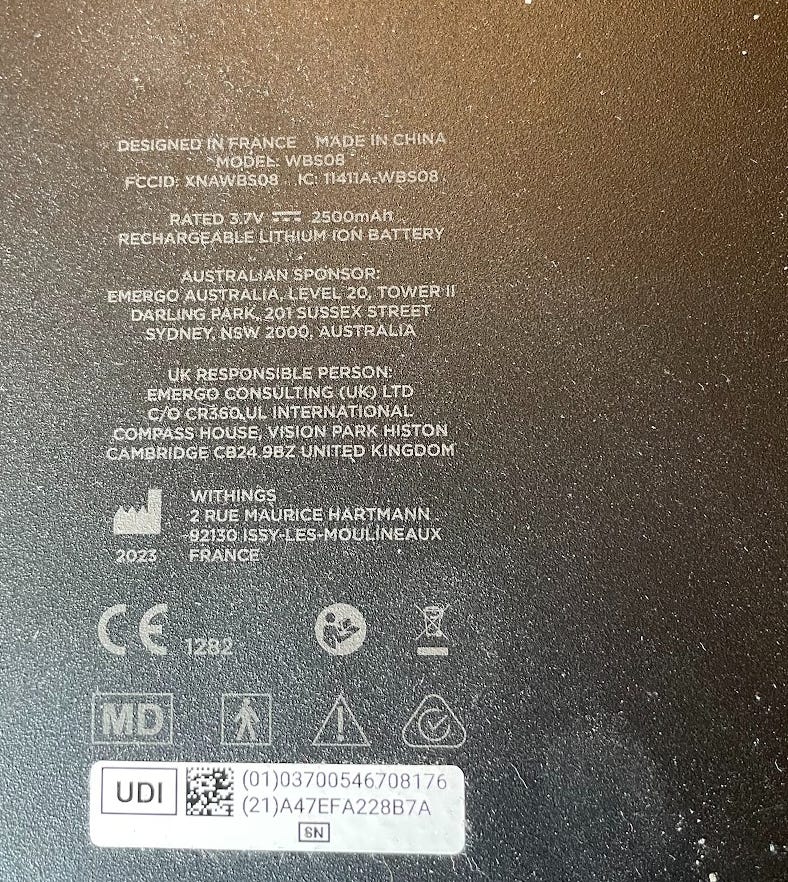 DESIGNED IN FRANCE MADE IN CHINA
MODEL: WBS08
FCCID: XNAWBS08 IC: 11411A-WBS08
RATED 3.7V 2500mAh
RECHARGEABLE LITHIUM ION BATTERY
AUSTRALIAN SPONSOR:
EMERGO AUSTRALIA, LEVEL 20, TOWER II
DARLING PARK, 201 SUSSEX STREET
SYDNEY, NSW 2000, AUSTRALIA
UK RESPONSIBLE PERSON:
EMERGO CONSULTING (UK) LTD
C/O CR360 UL INTERNATIONAL
COMPASS HOUSE, VISION PARK HISTON
CAMBRIDGE CB24 9BZ UNITED KINGDOM
WITHINGS
2 RUE MAURICE HARTMANN
92130 ISSY-LES-MOULINEAUX
2023 FRANCE
CE 1282
MD
UDI (01)03700546708176
(21)A47EFA228B7A
SN